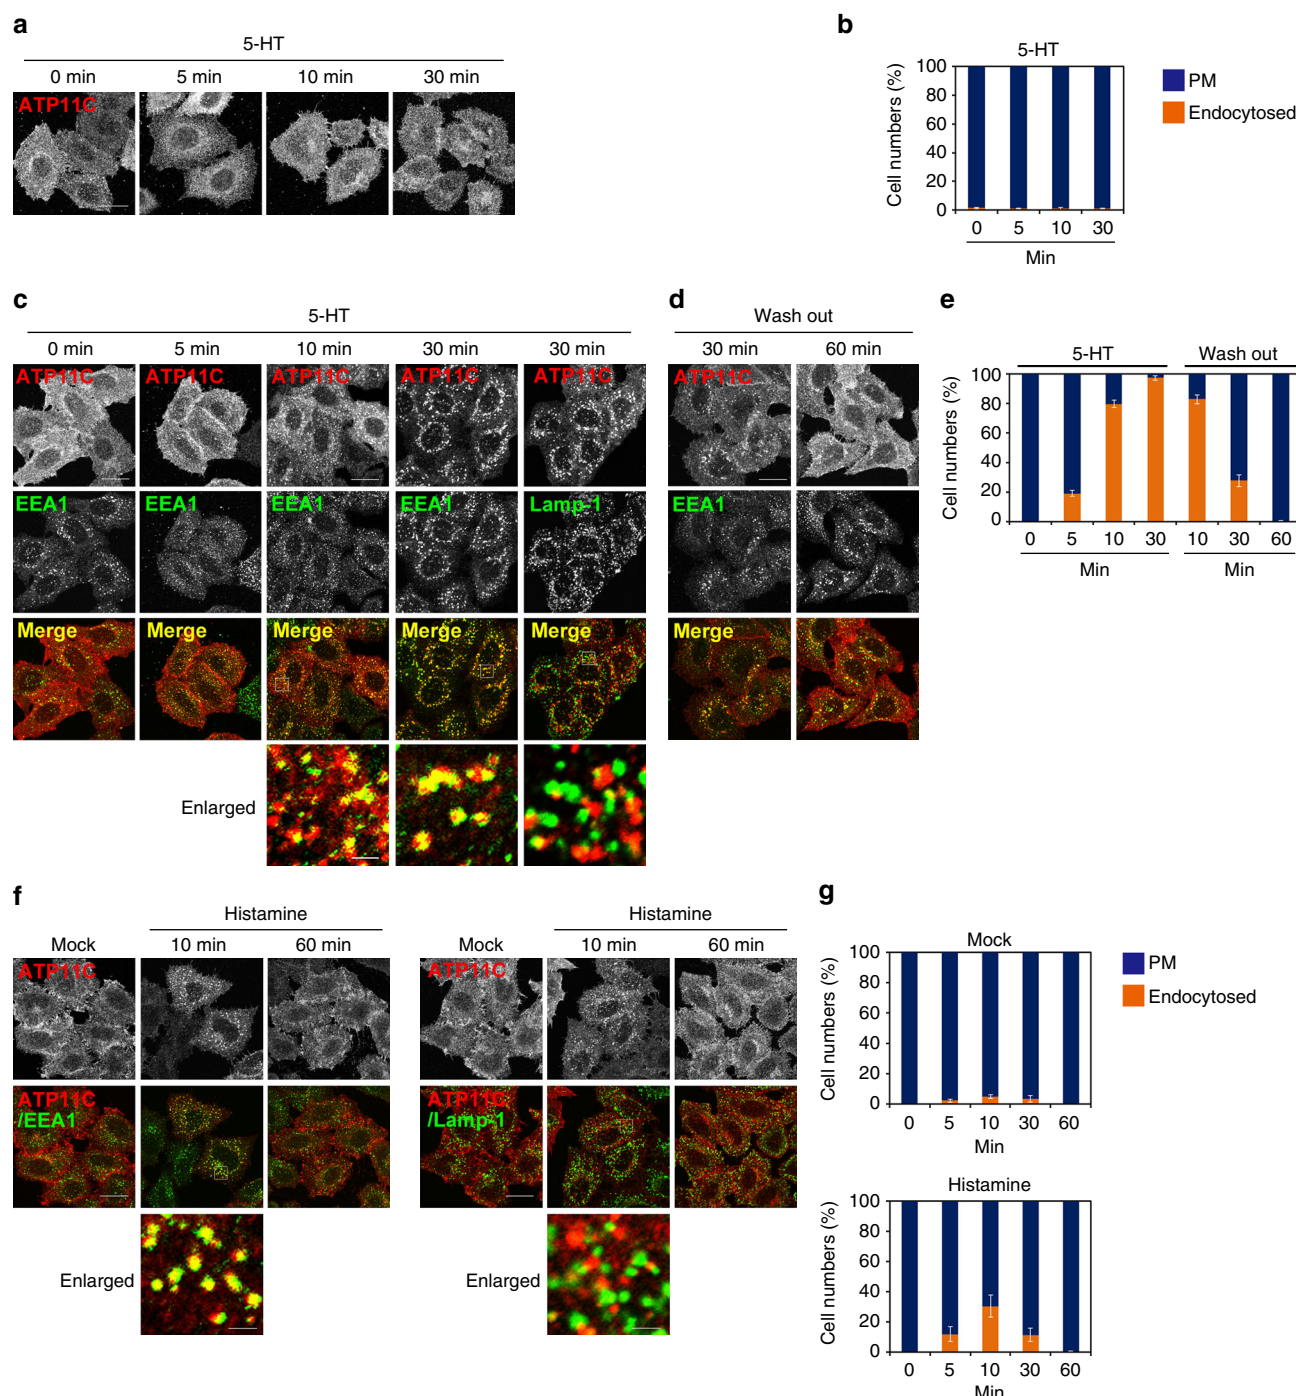 a
5-HT
0 min 5 min 10 min 30 min
ATP11C
b
5-HT
Cell numbers (%)
100
80
60
40
20
0
0 5 10 30
Min
PM
Endocytosed
c
5-HT
0 min 5 min 10 min 30 min 30 min
ATP11C ATP11C ATP11C ATP11C ATP11C
EEA1 EEA1 EEA1 EEA1 Lamp-1
Merge Merge Merge Merge Merge
Enlarged
d
Wash out
30 min 60 min
ATP11C
EEA1
Merge
e
5-HT Wash out
Cell numbers (%)
100
80
60
40
20
0
0 5 10 30 10 30 60
Min Min
f
Histamine
Mock 10 min 60 min
ATP11C
ATP11C
/EEA1
Enlarged
Histamine
Mock 10 min 60 min
ATP11C
ATP11C
/Lamp-1
Enlarged
g
Mock
Cell numbers (%)
100
80
60
40
20
0
0 5 10 30 60
Min
PM
Endocytosed
Histamine
Cell numbers (%)
100
80
60
40
20
0
0 5 10 30 60
Min